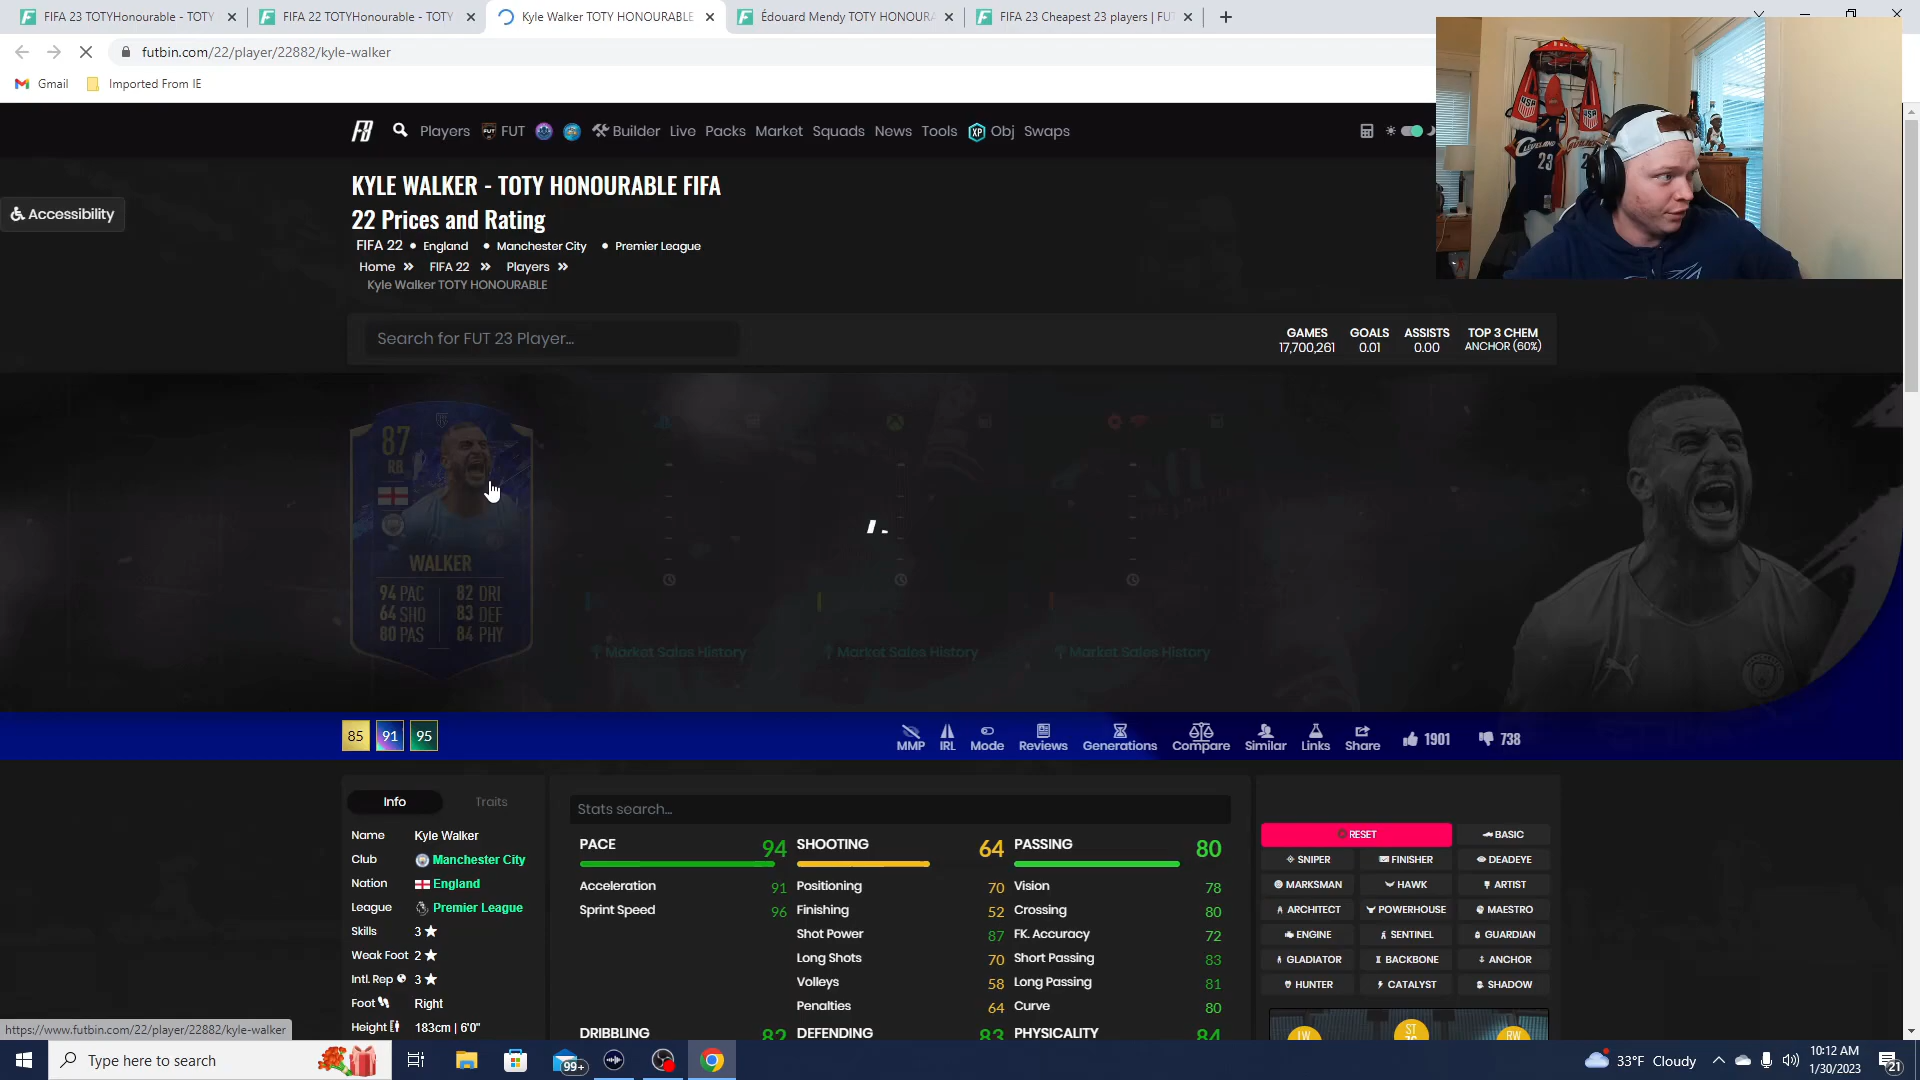 FIFA 23 TOTYHonourable - TOTY
FIFA 22 TOTYHonourable - TOTY
Kyle Walker TOTY HONOURABLE
Édouard Mendy TOTY HONOURA
FIFA 23 Cheapest 23 players | FUT
futbin.com/22/player/22882/kyle-walker
Gmail
Imported From IE
Players FUT Builder Live Packs Market Squads News Tools XP Obj Swaps
KYLE WALKER - TOTY HONOURABLE FIFA
22 Prices and Rating
FIFA 22 • England • Manchester City • Premier League
Home » FIFA 22 » Players »
Kyle Walker TOTY HONOURABLE
Accessibility
USA
CLEVELAND
23
Search for FUT 23 Player...
GAMES GOALS ASSISTS TOP 3 CHEM
17,700,261 0.01 0.00 ANCHOR (60%)
87
RB
WALKER
94 PAC 82 DRI
64 SHO 83 DEF
80 PAS 84 PHY
Market Sales History Market Sales History Market Sales History
85 91 95
MMP IRL Mode Reviews Generations Compare Similar Links Share 1901 738
Info Traits
Name Kyle Walker
Club Manchester City
Nation England
League Premier League
Skills 3
Weak Foot 2
Intl. Rep 3
Foot Right
Height 183cm | 6'0"
Stats search...
PACE 94
Acceleration 91
Sprint Speed 96
SHOOTING 64
Positioning 70
Finishing 52
Shot Power 87
Long Shots 70
Volleys 58
Penalties 64
PASSING 80
Vision 78
Crossing 80
FK. Accuracy 72
Short Passing 83
Long Passing 81
Curve 80
DRIBBLING 82 DEFENDING 83 PHYSICALITY 84
RESET BASIC
SNIPER FINISHER DEADEYE
MARKSMAN HAWK ARTIST
ARCHITECT POWERHOUSE MAESTRO
ENGINE SENTINEL GUARDIAN
GLADIATOR BACKBONE ANCHOR
HUNTER CATALYST SHADOW
LW ST RW
https://www.futbin.com/22/player/22882/kyle-walker
Type here to search
99+
33°F Cloudy
10:12 AM
1/30/2023
21